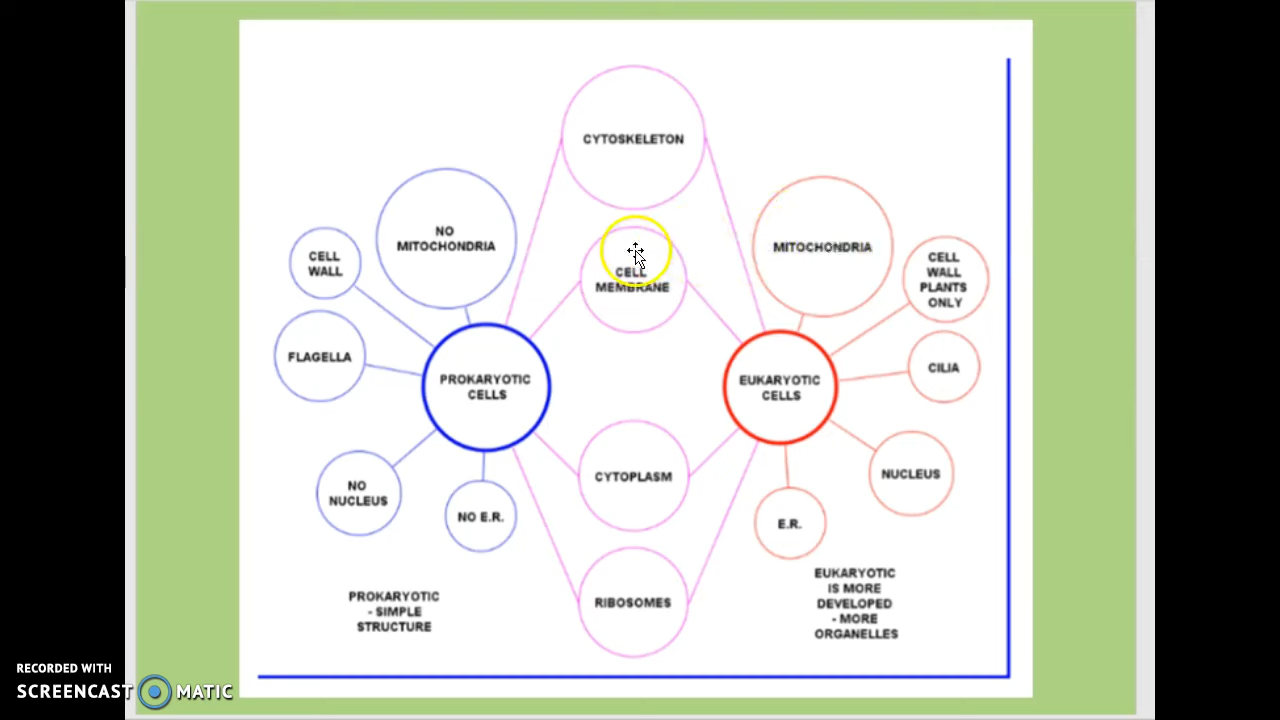 CYTOSKELETON
NO
MITOCHONDRIA
MITOCHONDRIA
CELL
WALL
CELL
MEMBRANE
CELL
WALL
PLANTS
ONLY
FLAGELLA
PROKARYOTIC
CELLS
EUKARYOTIC
CELLS
CILIA
NO
NUCLEUS
NO E.R.
CYTOPLASM
E.R.
NUCLEUS
PROKARYOTIC
- SIMPLE
STRUCTURE
RIBOSOMES
EUKARYOTIC
IS MORE
DEVELOPED
- MORE
ORGANELLES
RECORDED WITH
SCREENCAST MATIC